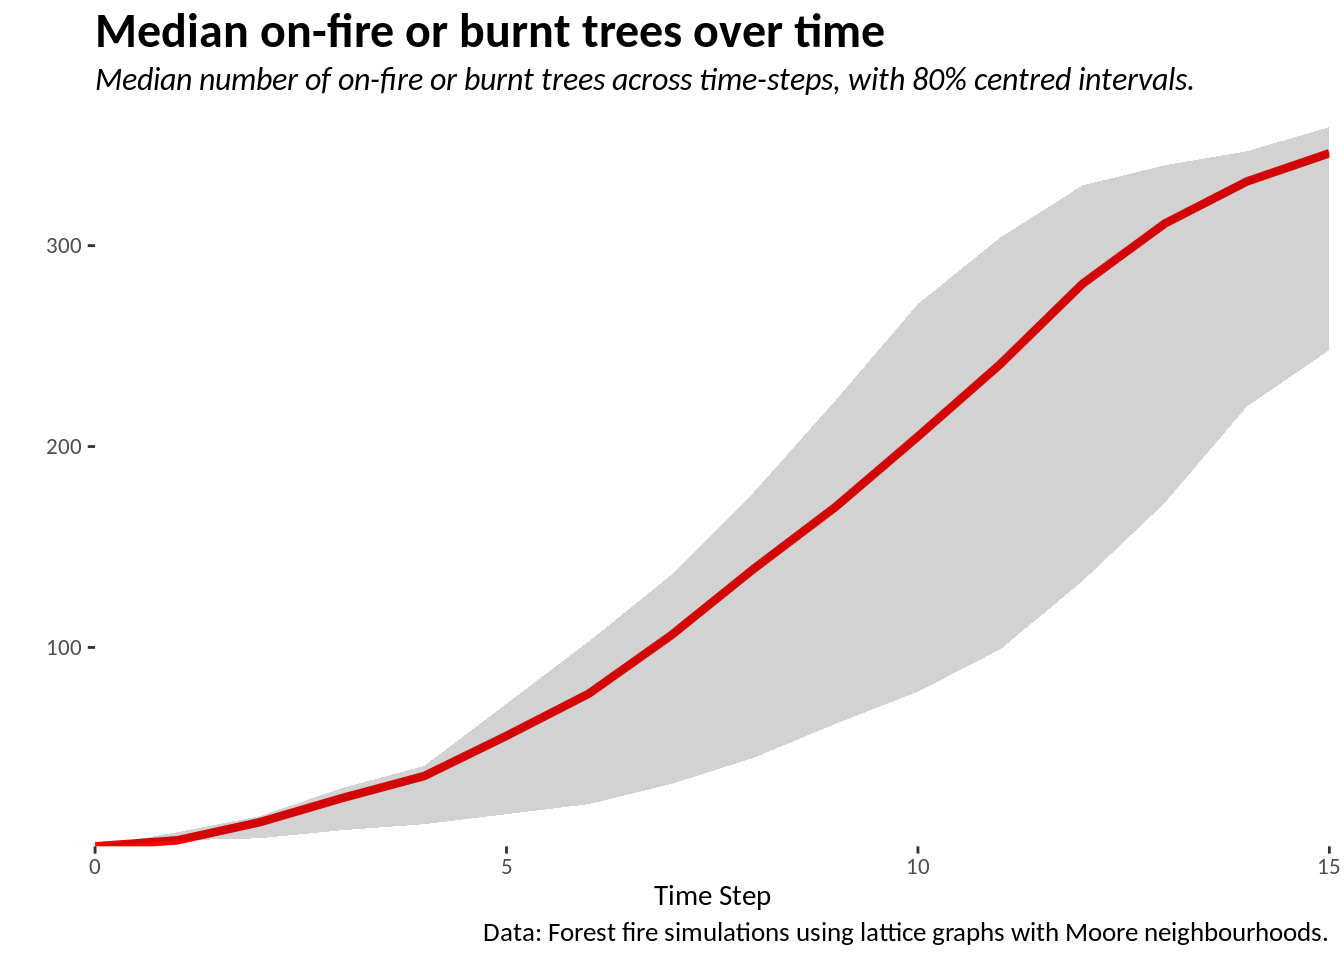 Median on-fire or burnt trees over time
Median number of on-fire or burnt trees across time-steps, with 80% centred intervals.
300
200
100
0 5 10 15
Time Step
Data: Forest fire simulations using lattice graphs with Moore neighbourhoods.